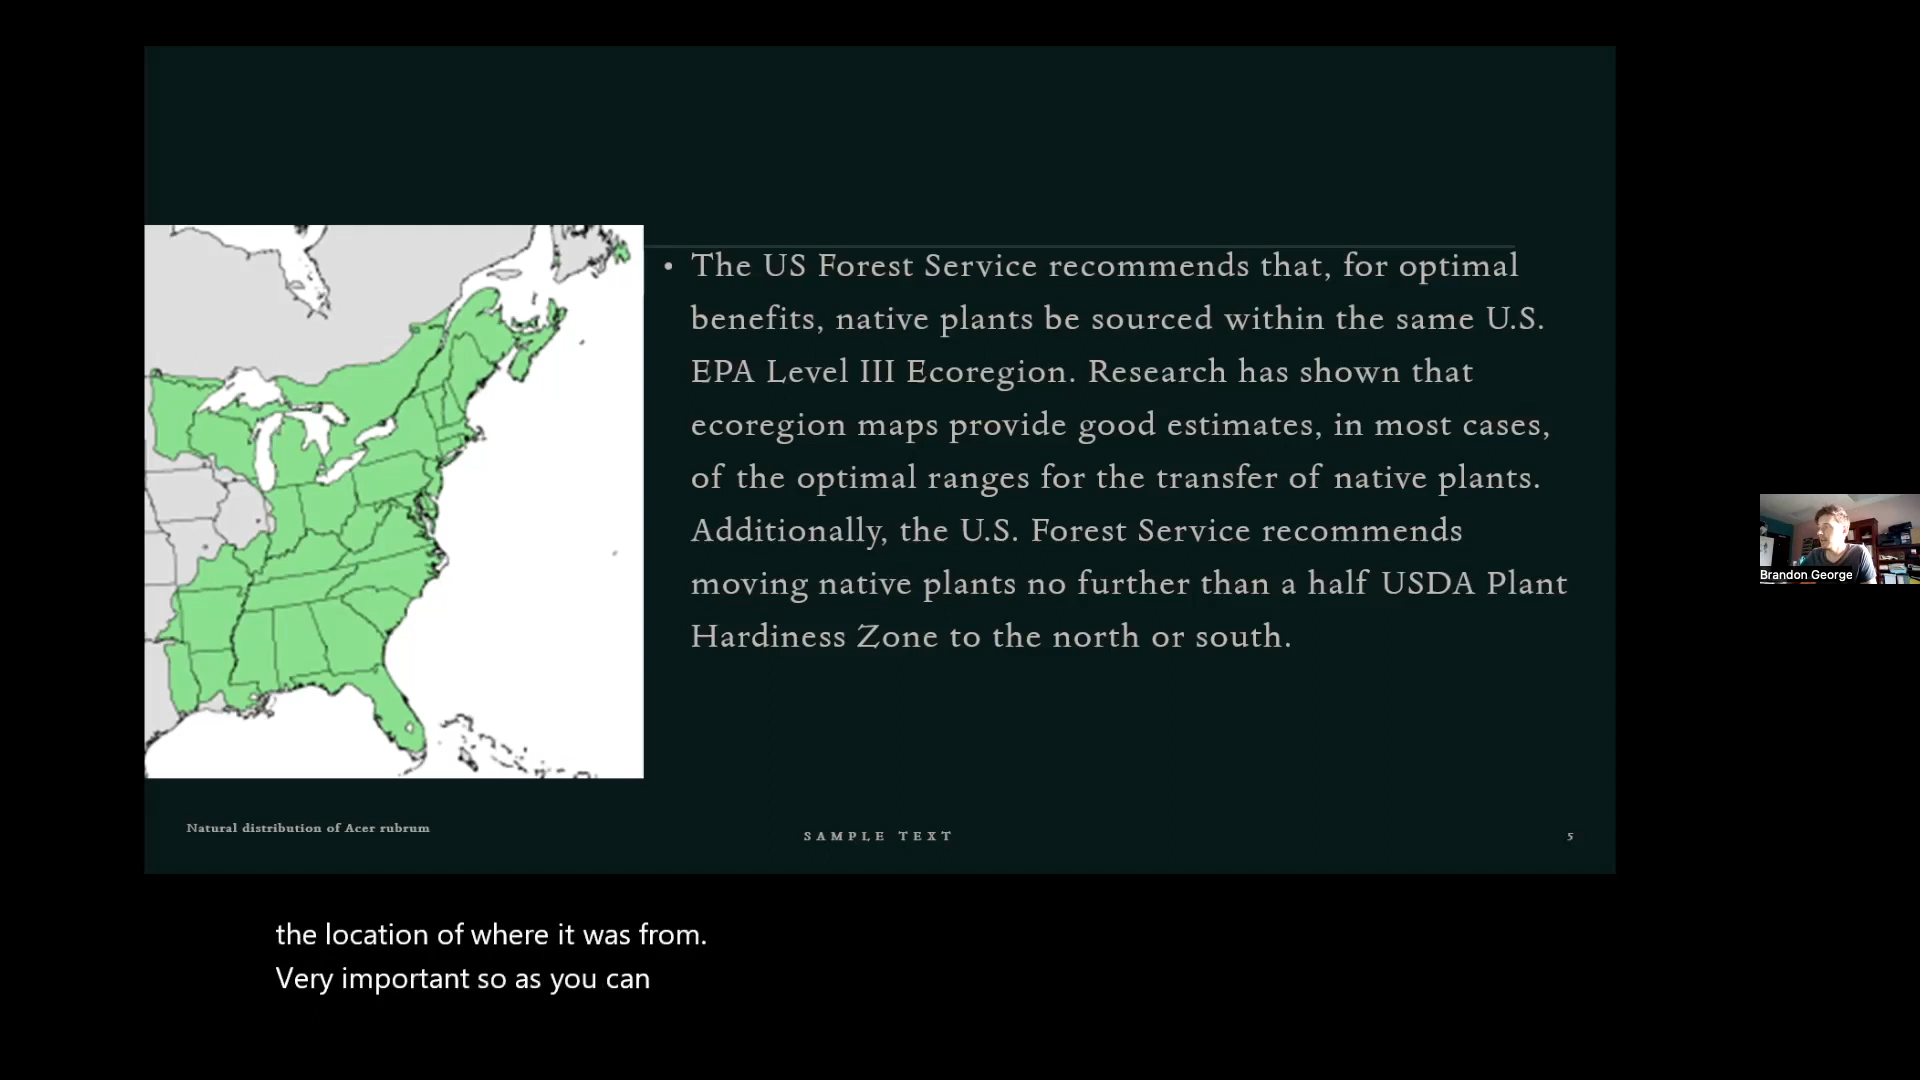 • The US Forest Service recommends that, for optimal
benefits, native plants be sourced within the same U.S.
EPA Level III Ecoregion. Research has shown that
ecoregion maps provide good estimates, in most cases,
of the optimal ranges for the transfer of native plants.
Additionally, the U.S. Forest Service recommends
moving native plants no further than a half USDA Plant
Hardiness Zone to the north or south.
Brandon George
Natural distribution of Acer rubrum
SAMPLE TEXT
5
the location of where it was from.
Very important so as you can